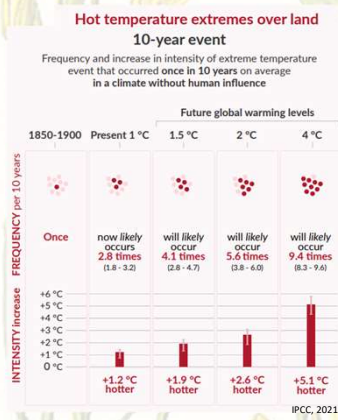 Hot temperature extremes over land
10-year event
Frequency and increase in intensity of extreme temperature
event that occurred once in 10 years on average
in a climate without human influence
Future global warming levels
1850-1900 Present 1 °C 1.5 °C 2 °C 4 °C
FREQUENCY per 10 years
Once
now likely
occurs
2.8 times
(1.8 - 3.2)
will likely
occur
4.1 times
(2.8 - 4.7)
will likely
occur
5.6 times
(3.8 - 6.0)
will likely
occur
9.4 times
(8.3 - 9.6)
INTENSITY increase
+6 °C
+5 °C
+4 °C
+3 °C
+2 °C
+1 °C
0 °C
+1.2 °C
hotter
+1.9 °C
hotter
+2.6 °C
hotter
+5.1 °C
hotter
IPCC, 2021